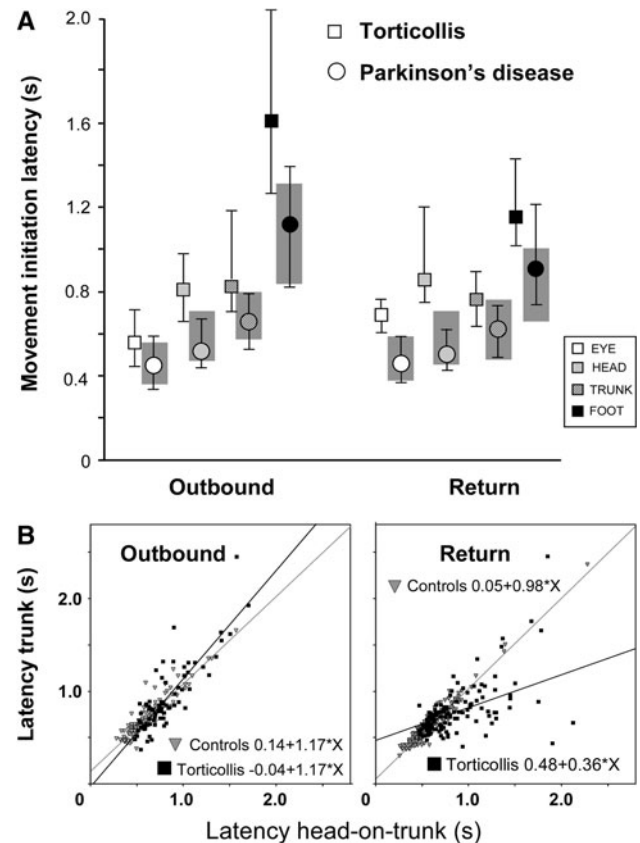 A
Movement initiation latency (s)
2.0
1.6
1.2
0.8
0.4
0
Torticollis
Parkinson's disease
EYE
HEAD
TRUNK
FOOT
Outbound
Return
B
Latency trunk (s)
2.0
1.0
0
Outbound
Controls 0.14+1.17*X
Torticollis -0.04+1.17*X
0 1.0 2.0
Return
Controls 0.05+0.98*X
Torticollis 0.48+0.36*X
0 1.0 2.0
Latency head-on-trunk (s)